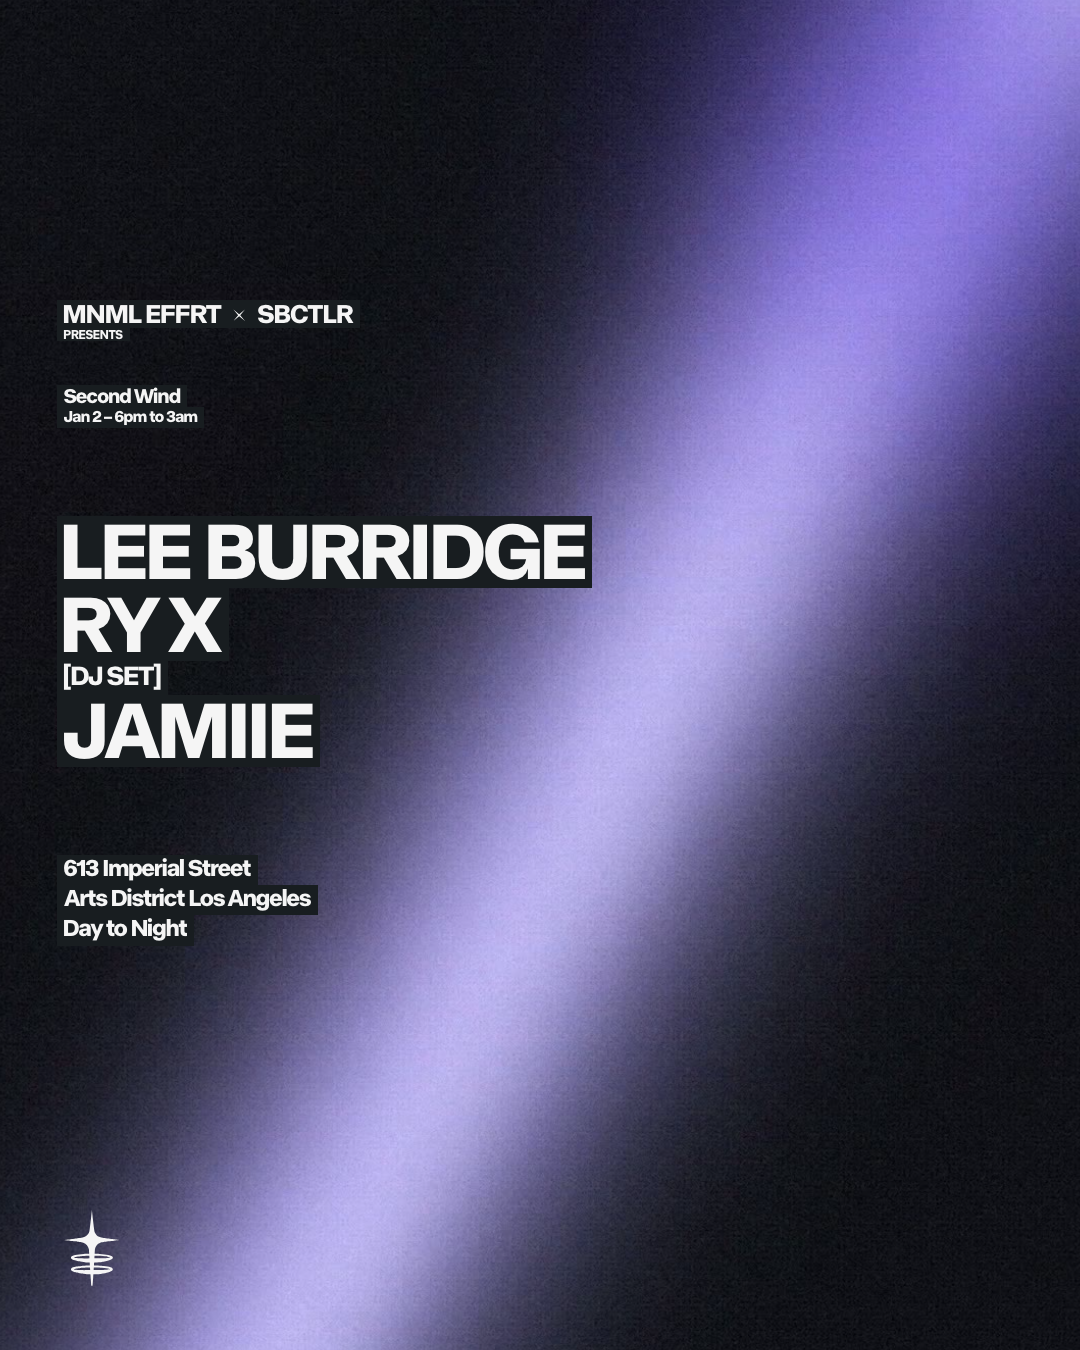 MNML EFFRT × SBCTLR
PRESENTS
Second Wind
Jan 2 – 6pm to 3am
LEE BURRIDGE
RY X
[DJ SET]
JAMIIE
613 Imperial Street
Arts District Los Angeles
Day to Night